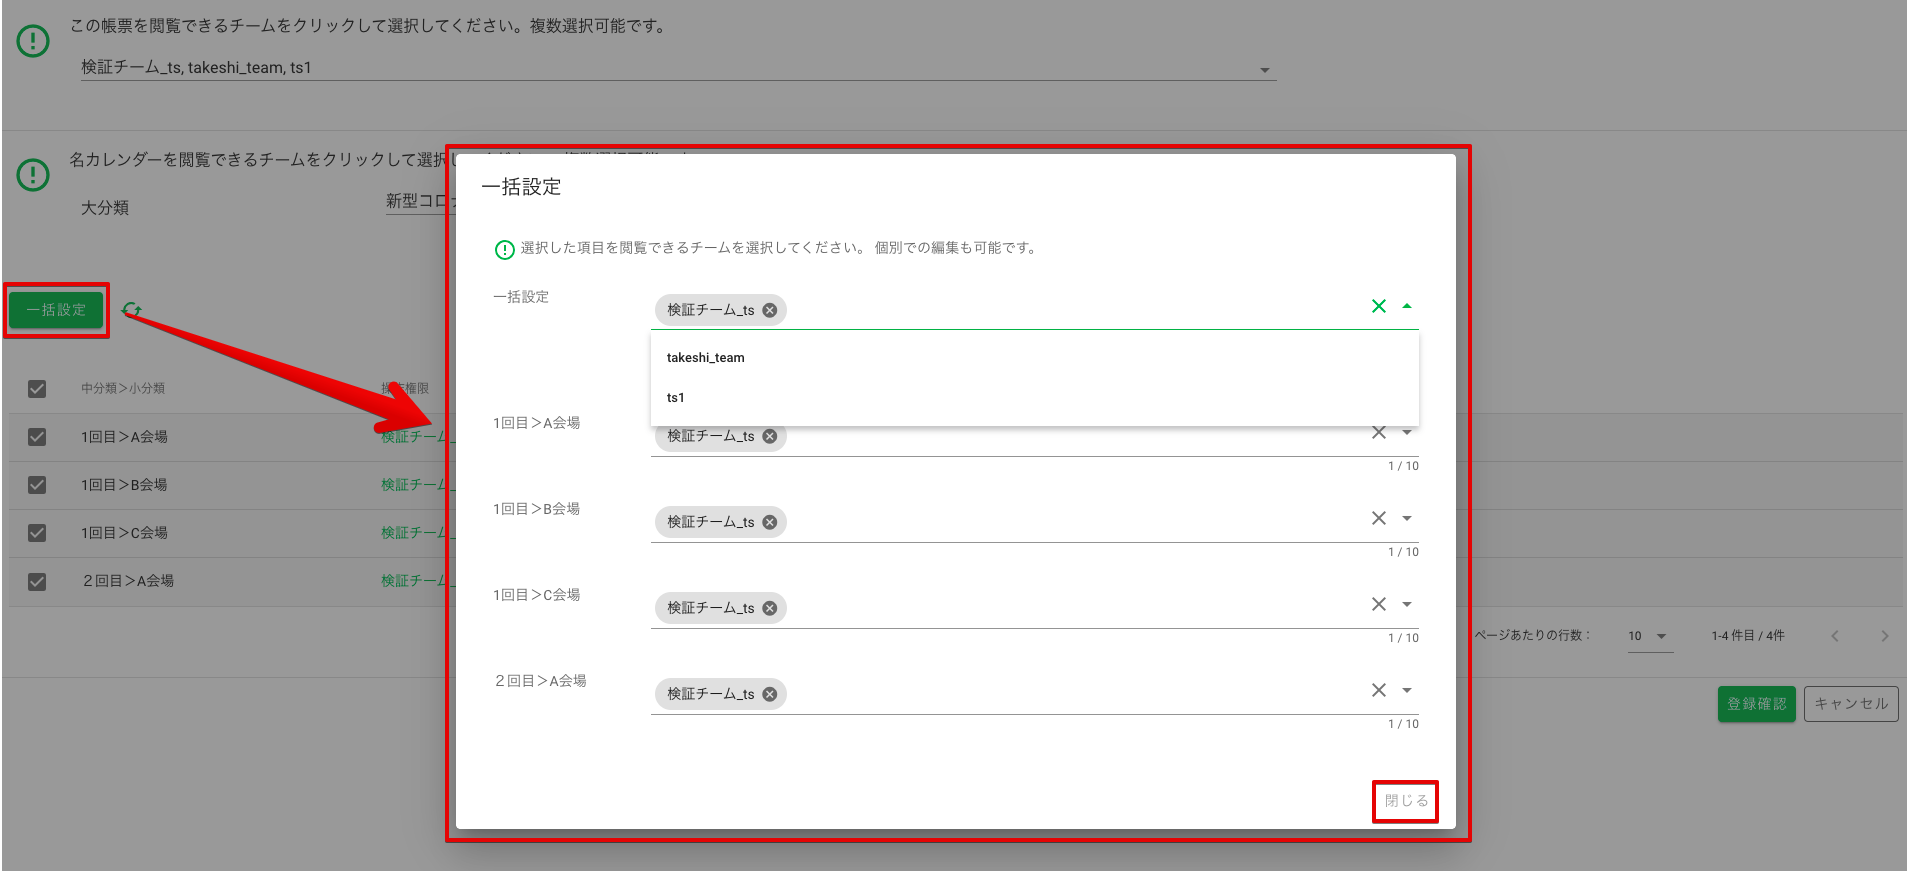 この帳票を閲覧できるチームをクリックして選択してください。複数選択可能です。
検証チーム_ts, takeshi_team, ts1
名カレンダーを閲覧できるチームをクリックして選択し
大分類
新型コロナ
一括設定
中分類＞小分類
操作権限
1回目＞A会場
検証チーム_
1回目＞B会場
検証チーム_
1回目＞C会場
検証チーム_
２回目＞A会場
検証チーム_
一括設定
選択した項目を閲覧できるチームを選択してください。 個別での編集も可能です。
一括設定
検証チーム_ts
takeshi_team
ts1
1回目＞A会場
検証チーム_ts
1 / 10
1回目＞B会場
検証チーム_ts
1 / 10
1回目＞C会場
検証チーム_ts
1 / 10
２回目＞A会場
検証チーム_ts
1 / 10
閉じる
ページあたりの行数：
10
1-4 件目 / 4件
登録確認
キャンセル